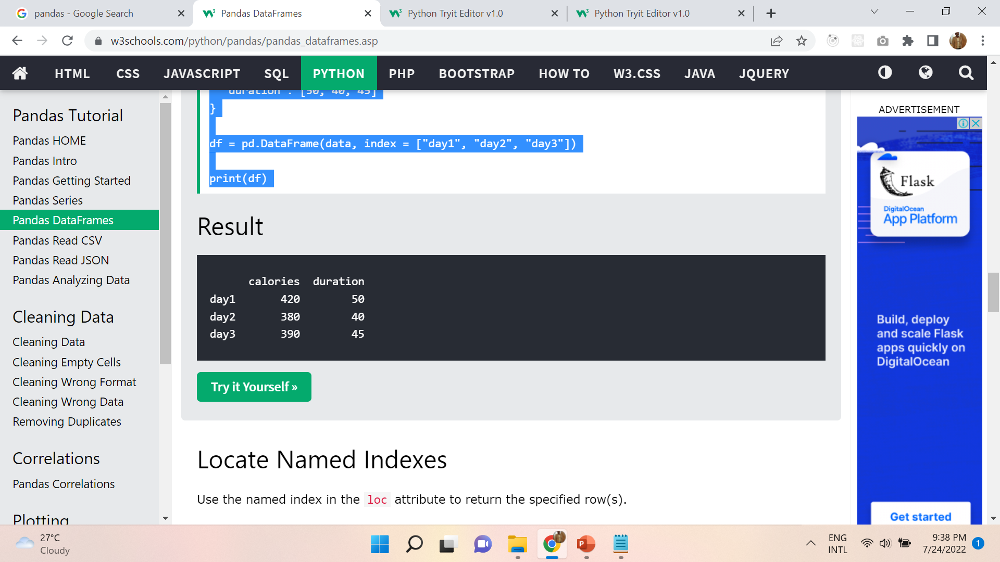 pandas - Google Search
Pandas DataFrames
Python Tryit Editor v1.0
Python Tryit Editor v1.0
w3schools.com/python/pandas/pandas_dataframes.asp
HTML CSS JAVASCRIPT SQL PYTHON PHP BOOTSTRAP HOW TO W3.CSS JAVA JQUERY
Pandas Tutorial
Pandas HOME
Pandas Intro
Pandas Getting Started
Pandas Series
Pandas DataFrames
Pandas Read CSV
Pandas Read JSON
Pandas Analyzing Data
Cleaning Data
Cleaning Data
Cleaning Empty Cells
Cleaning Wrong Format
Cleaning Wrong Data
Removing Duplicates
Correlations
Pandas Correlations
Plotting
duration : [50, 40, 45]
}
df = pd.DataFrame(data, index = ["day1", "day2", "day3"])
print(df)
Result
calories duration
day1 420 50
day2 380 40
day3 390 45
Try it Yourself »
Locate Named Indexes
Use the named index in the loc attribute to return the specified row(s).
ADVERTISEMENT
Flask
DigitalOcean
App Platform
Build, deploy
and scale Flask
apps quickly on
DigitalOcean
Get started
27°C
Cloudy
ENG
INTL
9:38 PM
7/24/2022
1